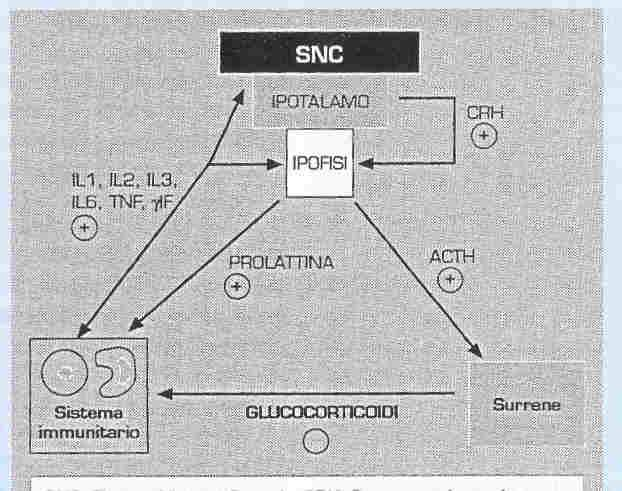 SNC
IPOTALAMO
CRH
+
IPOFISI
IL1, IL2, IL3,
IL6, TNF, γIF
+
PROLATTINA
+
ACTH
+
Sistema
immunitario
GLUCOCORTICOIDI
Surrene